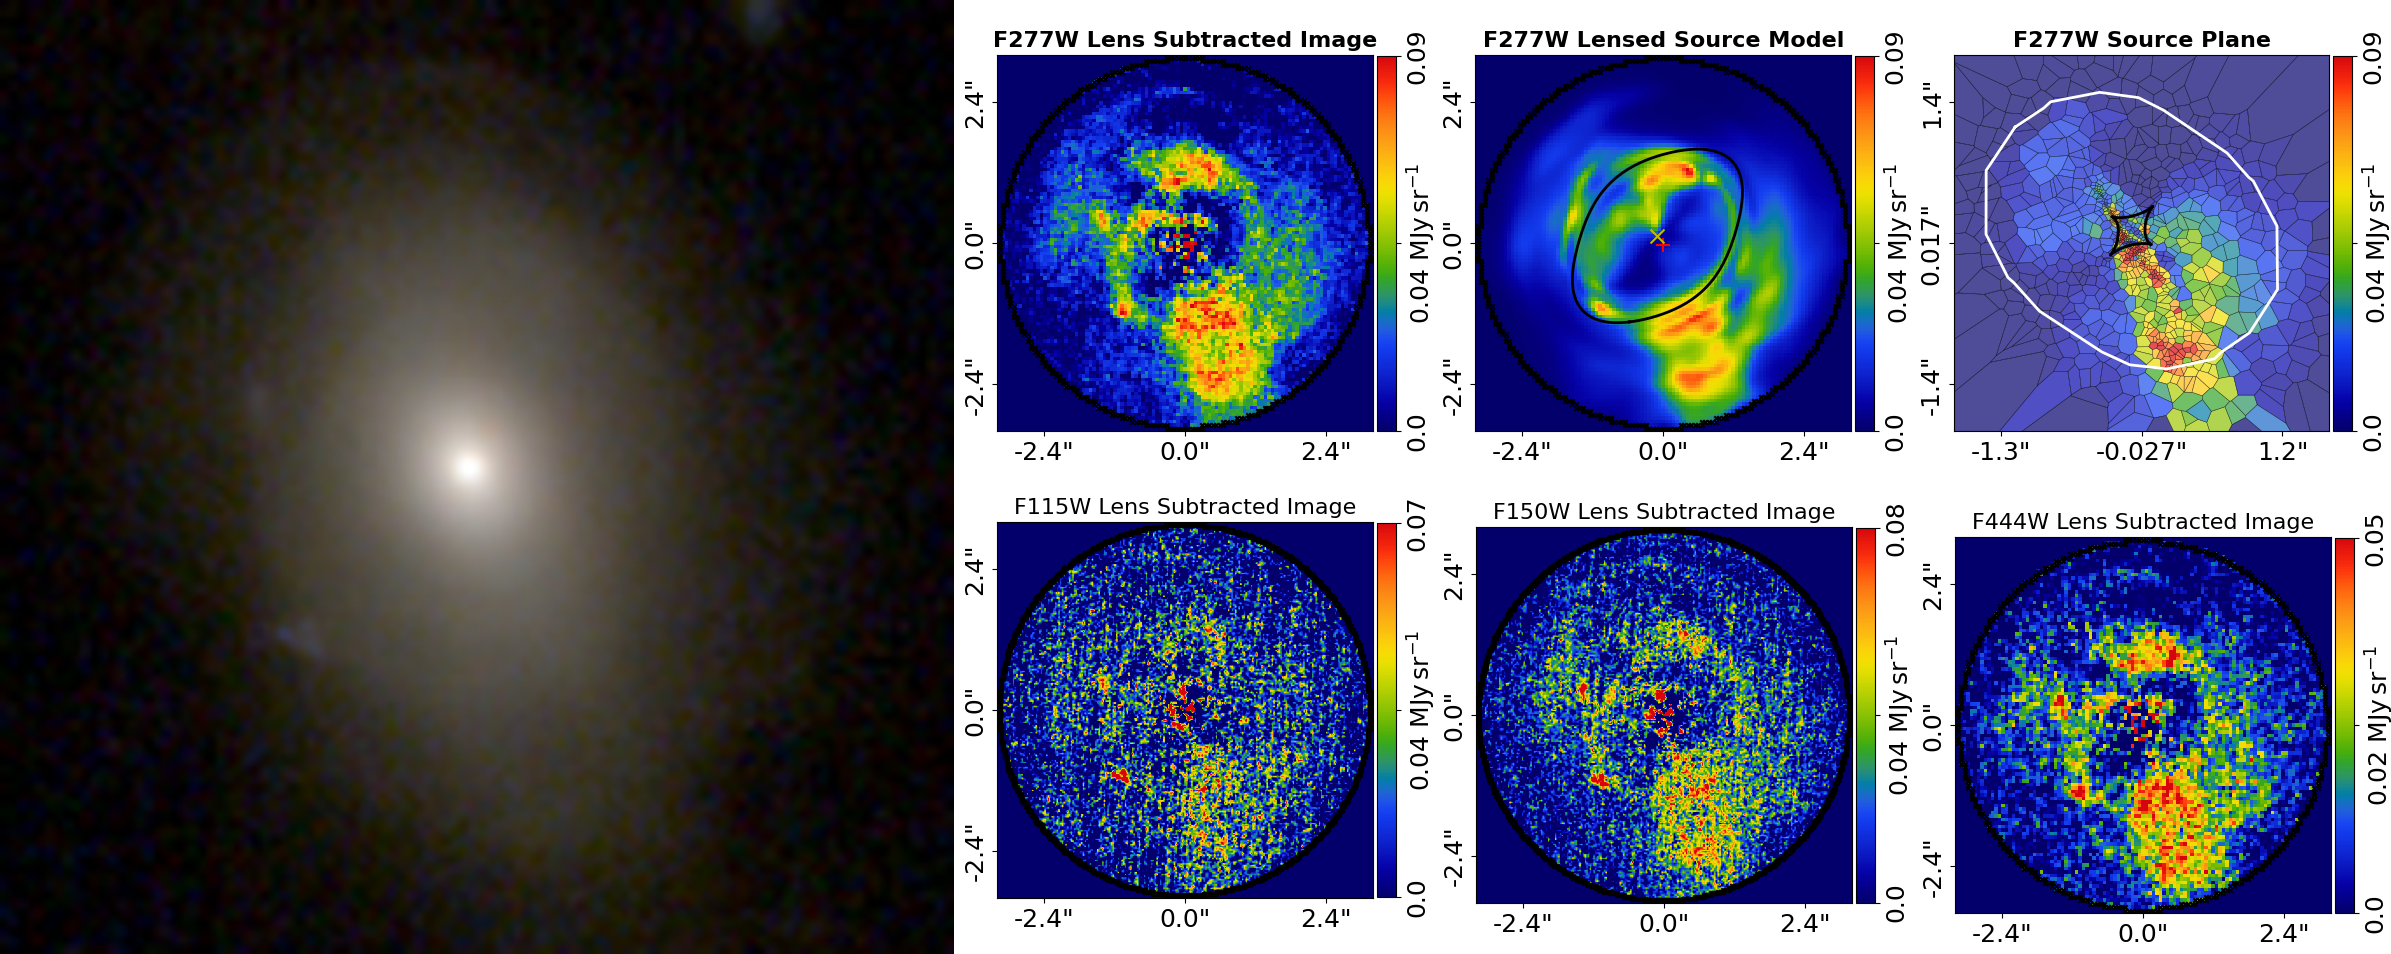 F277W Lens Subtracted Image
2.4"
0.0"
-2.4"
-2.4" 0.0" 2.4"
0.09
0.04 MJy sr⁻¹
0.0
F277W Lensed Source Model
2.4"
0.0"
-2.4"
-2.4" 0.0" 2.4"
0.09
0.04 MJy sr⁻¹
0.0
F277W Source Plane
1.4"
0.017"
-1.4"
-1.3" -0.027" 1.2"
0.09
0.04 MJy sr⁻¹
0.0
F115W Lens Subtracted Image
2.4"
0.0"
-2.4"
-2.4" 0.0" 2.4"
0.07
0.04 MJy sr⁻¹
0.0
F150W Lens Subtracted Image
2.4"
0.0"
-2.4"
-2.4" 0.0" 2.4"
0.08
0.04 MJy sr⁻¹
0.0
F444W Lens Subtracted Image
2.4"
0.0"
-2.4"
-2.4" 0.0" 2.4"
0.05
0.02 MJy sr⁻¹
0.0